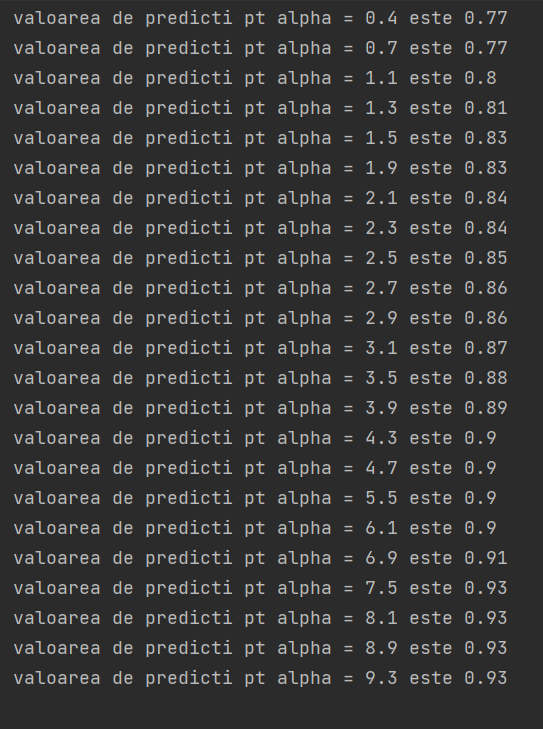 valoarea de predicti pt alpha = 0.4 este 0.77
valoarea de predicti pt alpha = 0.7 este 0.77
valoarea de predicti pt alpha = 1.1 este 0.8
valoarea de predicti pt alpha = 1.3 este 0.81
valoarea de predicti pt alpha = 1.5 este 0.83
valoarea de predicti pt alpha = 1.9 este 0.83
valoarea de predicti pt alpha = 2.1 este 0.84
valoarea de predicti pt alpha = 2.3 este 0.84
valoarea de predicti pt alpha = 2.5 este 0.85
valoarea de predicti pt alpha = 2.7 este 0.86
valoarea de predicti pt alpha = 2.9 este 0.86
valoarea de predicti pt alpha = 3.1 este 0.87
valoarea de predicti pt alpha = 3.5 este 0.88
valoarea de predicti pt alpha = 3.9 este 0.89
valoarea de predicti pt alpha = 4.3 este 0.9
valoarea de predicti pt alpha = 4.7 este 0.9
valoarea de predicti pt alpha = 5.5 este 0.9
valoarea de predicti pt alpha = 6.1 este 0.9
valoarea de predicti pt alpha = 6.9 este 0.91
valoarea de predicti pt alpha = 7.5 este 0.93
valoarea de predicti pt alpha = 8.1 este 0.93
valoarea de predicti pt alpha = 8.9 este 0.93
valoarea de predicti pt alpha = 9.3 este 0.93